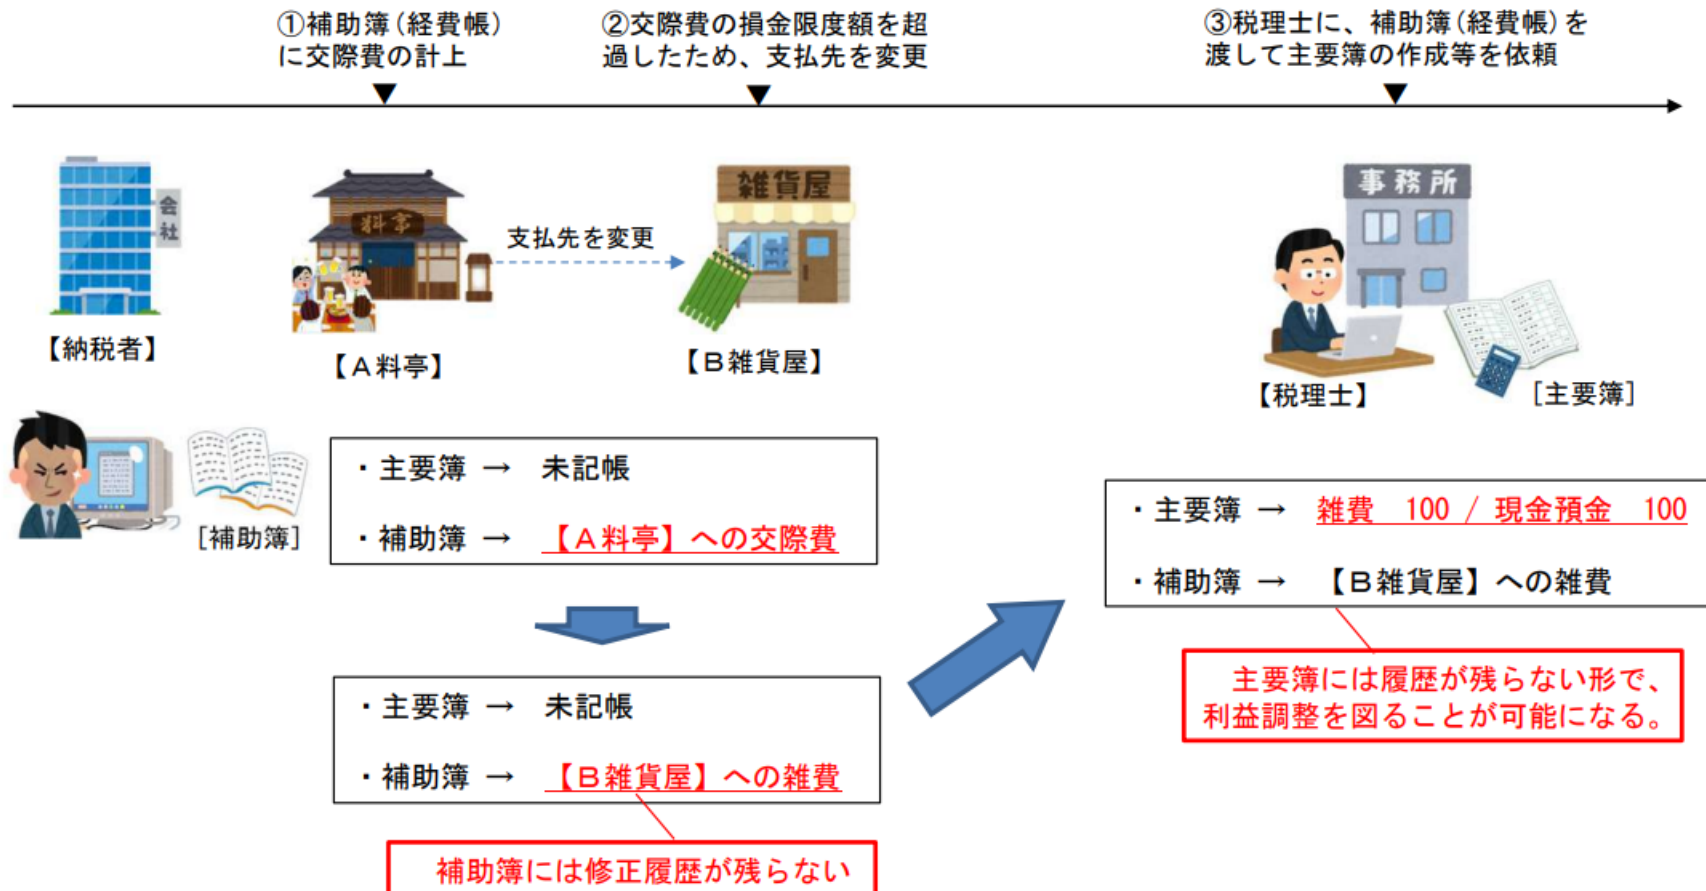 ①補助簿(経費帳)
に交際費の計上
②交際費の損金限度額を超
過したため、支払先を変更
③税理士に、補助簿(経費帳)を
渡して主要簿の作成等を依頼
会社
料亭
支払先を変更
雑貨屋
事務所
【納税者】
【A料亭】
【B雑貨屋】
【税理士】
[主要簿]
[補助簿]
・主要簿 → 未記帳
・補助簿 → 【A料亭】への交際費
・主要簿 → 未記帳
・補助簿 → 【B雑貨屋】への雑費
補助簿には修正履歴が残らない
・主要簿 → 雑費 100 / 現金預金 100
・補助簿 → 【B雑貨屋】への雑費
主要簿には履歴が残らない形で、
利益調整を図ることが可能になる。